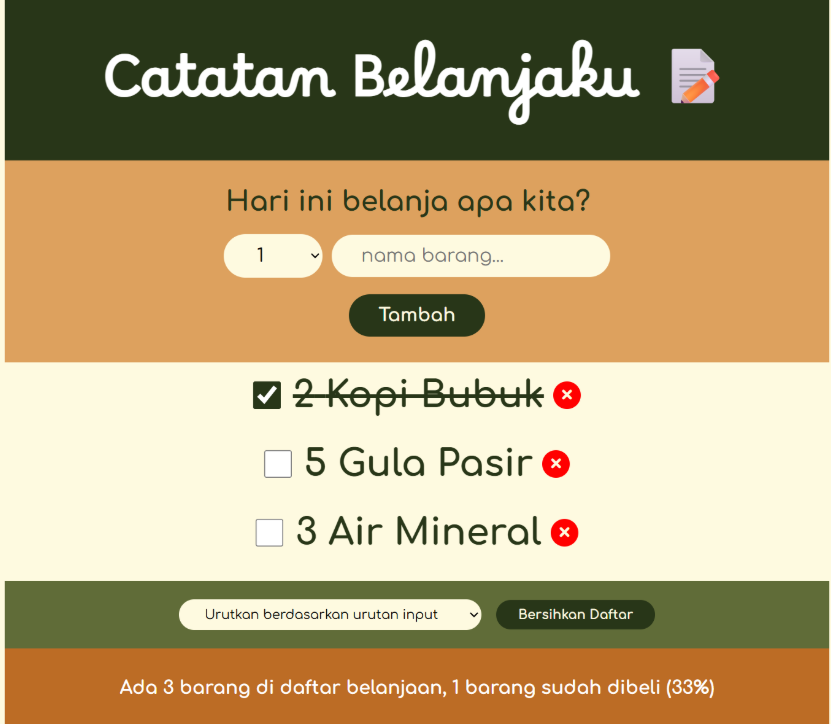 Catatan Belanjaku
Hari ini belanja apa kita?
1 nama barang...
Tambah
2 Kopi Bubuk
5 Gula Pasir
3 Air Mineral
Urutkan berdasarkan urutan input Bersihkan Daftar
Ada 3 barang di daftar belanjaan, 1 barang sudah dibeli (33%)